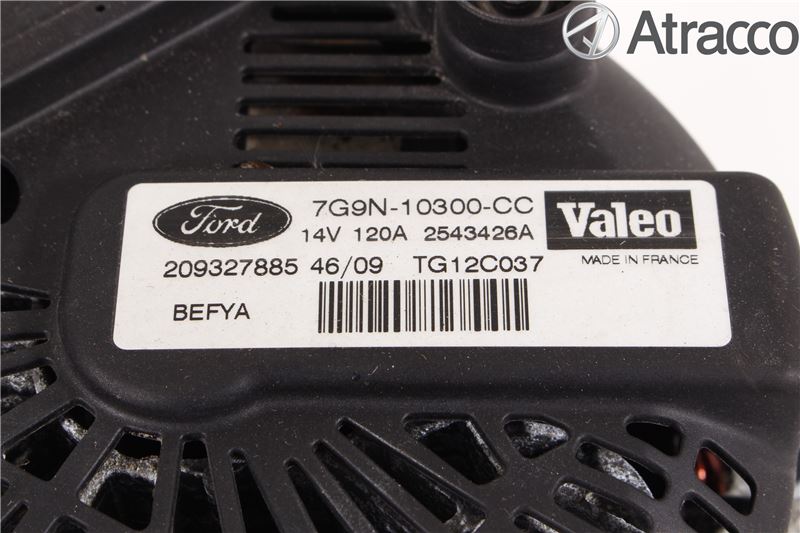 Atracco
Ford
7G9N-10300-CC
14V 120A 2543426A
Valeo
MADE IN FRANCE
209327885 46/09 TG12C037
BEFYA